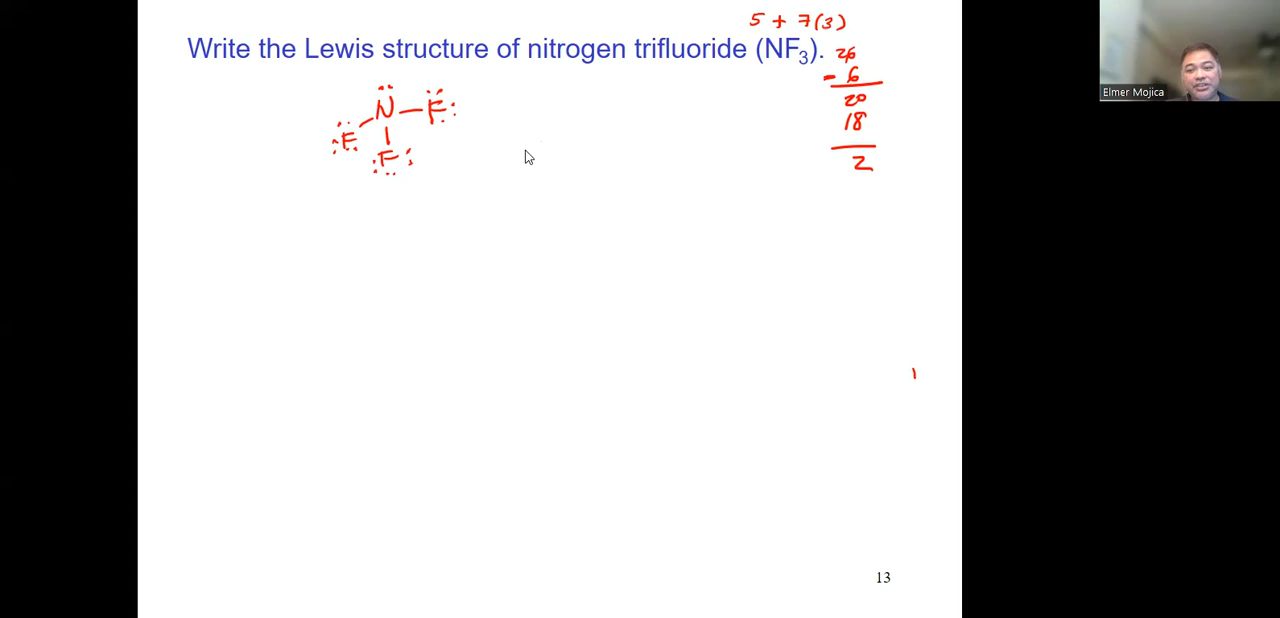 5 + 7(3)
Write the Lewis structure of nitrogen trifluoride (NF₃).
26
- 6
20
18
2
N – F
F
F
Elmer Mojica
13